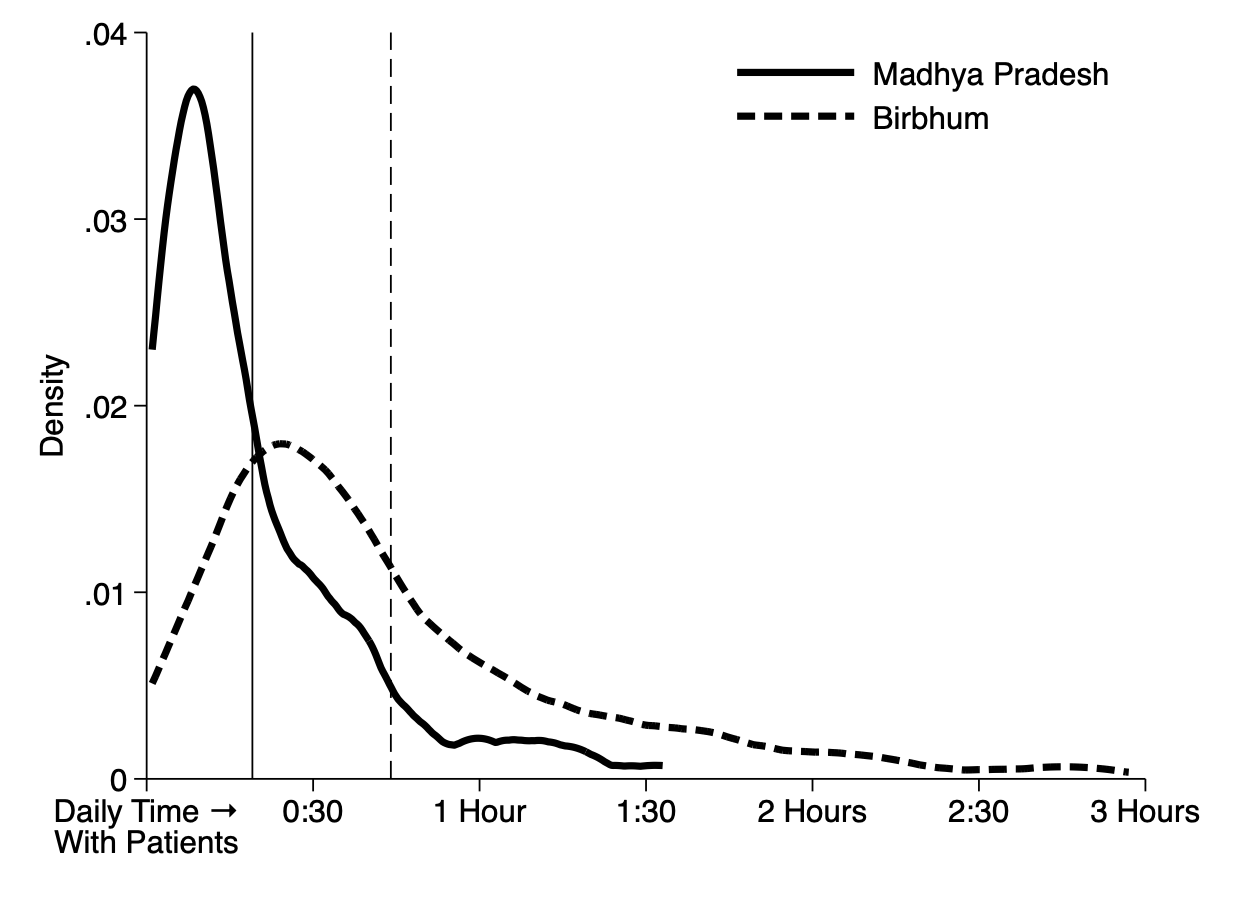 .04
.03
.02
.01
0
Density
Madhya Pradesh
Birbhum
Daily Time → 0:30 1 Hour 1:30 2 Hours 2:30 3 Hours
With Patients